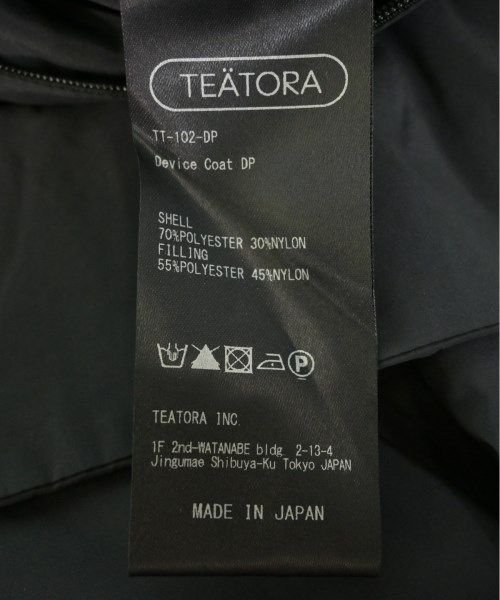 TEÄTORA
TT-102-DP
Device Coat DP
SHELL
70%POLYESTER 30%NYLON
FILLING
55%POLYESTER 45%NYLON
P
TEATORA INC.
1F 2nd-WATANABE bldg. 2-13-4
Jingumae Shibuya-Ku Tokyo JAPAN
MADE IN JAPAN